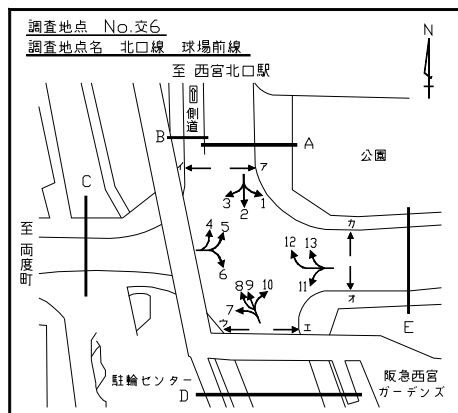 調査地点 No.交6
調査地点名 北口線 球場前線
至 西宮北口駅
N
側道
B
A
公園
イ
ア
C
3
2
1
至 両度町
4
5
6
カ
12
13
11
オ
7
8
9
10
ウ
エ
E
駐輪センター
D
阪急西宮
ガーデンズ